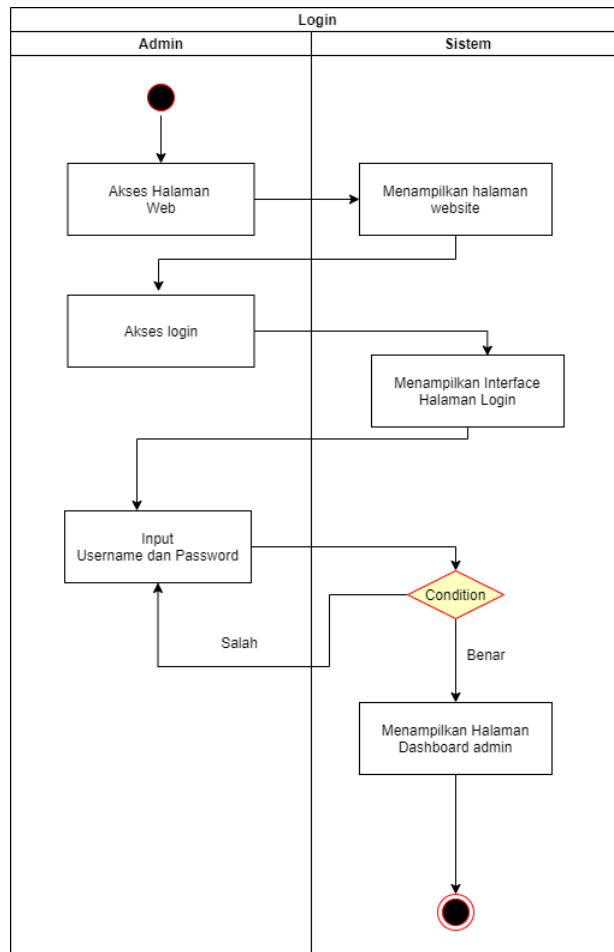 Login
Admin
Sistem
Akses Halaman
Web
Menampilkan halaman
website
Akses login
Menampilkan Interface
Halaman Login
Input
Username dan Password
Condition
Salah
Benar
Menampilkan Halaman
Dashboard admin